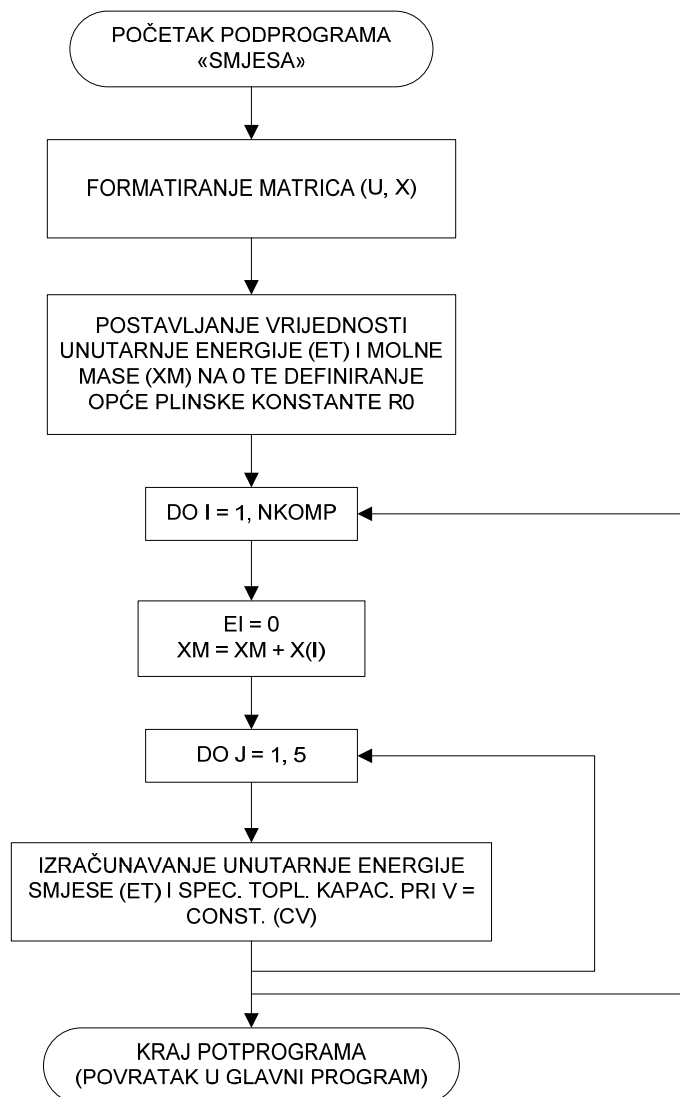 POČETAK PODPROGRAMA
«SMJESA»
FORMATIRANJE MATRICA (U, X)
POSTAVLJANJE VRIJEDNOSTI
UNUTARNJE ENERGIJE (ET) I MOLNE
MASE (XM) NA 0 TE DEFINIRANJE
OPĆE PLINSKE KONSTANTE R0
DO I = 1, NKOMP
EI = 0
XM = XM + X(I)
DO J = 1, 5
IZRAČUNAVANJE UNUTARNJE ENERGIJE
SMJESE (ET) I SPEC. TOPL. KAPAC. PRI V =
CONST. (CV)
KRAJ POTPROGRAMA
(POVRATAK U GLAVNI PROGRAM)